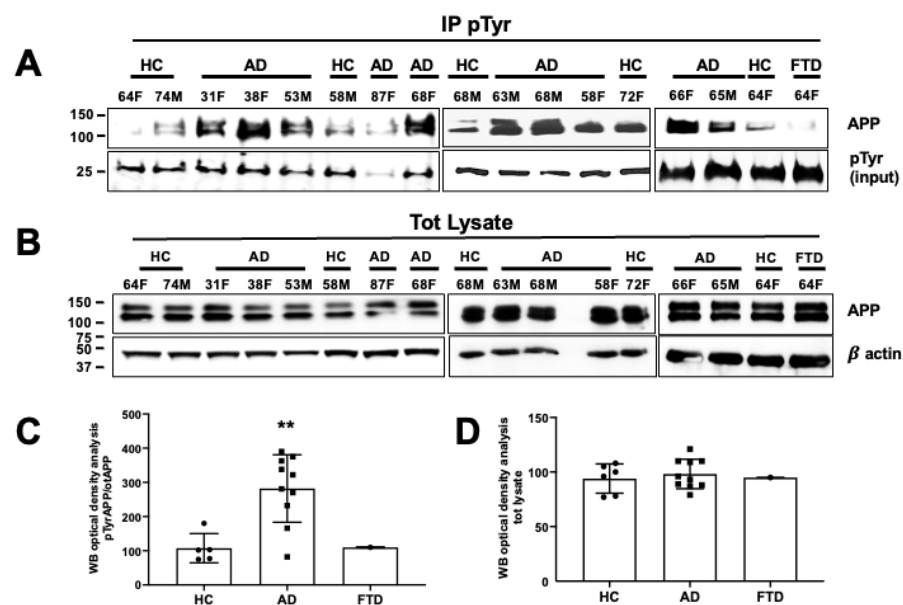 IP pTyr
A
HC AD HC AD AD HC AD HC AD HC FTD
64F 74M 31F 38F 53M 58M 87F 68F 68M 63M 68M 58F 72F 66F 65M 64F 64F
150
100
APP
25
pTyr
(input)
Tot Lysate
B
HC AD HC AD AD HC AD HC AD HC FTD
64F 74M 31F 38F 53M 58M 87F 68F 68M 63M 68M 58F 72F 66F 65M 64F 64F
150
100
APP
75
50
37
β actin
C
WB optical density analysis
pTyrAPP/otAPP
500
400
300
200
100
0
**
HC AD FTD
D
WB optical density analysis
tot lysate
150
100
50
0
HC AD FTD